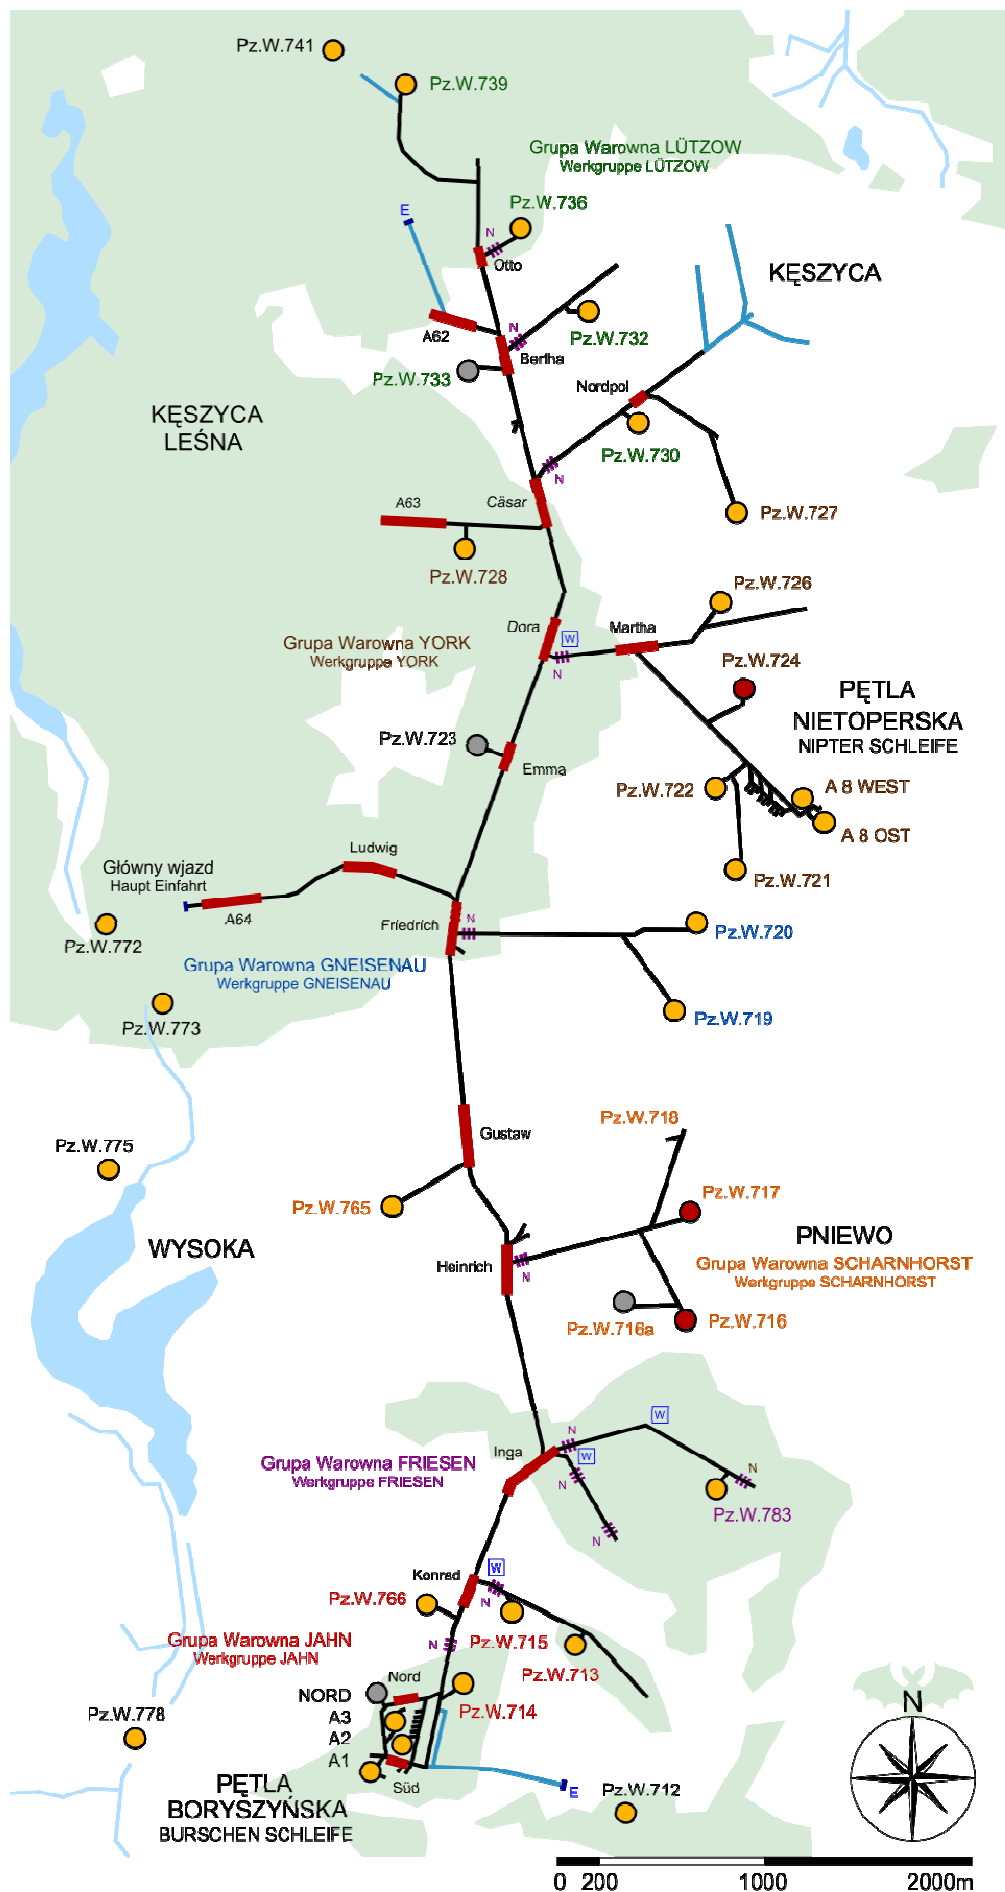 Pz.W.741
Pz.W.739
Grupa Warowna LÜTZOW
Werkgruppe LÜTZOW
Pz.W.736
E
N
Otto
KĘSZYCA
A62
N
Bertha
Pz.W.732
Pz.W.733
Nordpol
KĘSZYCA
LEŚNA
Pz.W.730
N
A63
Cäsar
Pz.W.727
Pz.W.728
Pz.W.726
Dora
W
Martha
Grupa Warowna YORK
Werkgruppe YORK
N
Pz.W.724
PĘTLA
NIETOPERSKA
NIPTER SCHLEIFE
Pz.W.723
Emma
Pz.W.722
A 8 WEST
A 8 OST
Ludwig
Główny wjazd
Haupt Einfahrt
Pz.W.721
A64
Friedrich
N
Pz.W.772
Pz.W.720
Grupa Warowna GNEISENAU
Werkgruppe GNEISENAU
Pz.W.773
Pz.W.719
Pz.W.718
Gustaw
Pz.W.775
Pz.W.717
Pz.W.765
WYSOKA
PNIEWO
Heinrich
N
Grupa Warowna SCHARNHORST
Werkgruppe SCHARNHORST
Pz.W.716a
Pz.W.716
W
N
Inga
W
Grupa Warowna FRIESEN
Werkgruppe FRIESEN
N
N
Pz.W.783
N
Konrad
W
Pz.W.766
N
Grupa Warowna JAHN
Werkgruppe JAHN
N
Pz.W.715
Pz.W.713
Nord
NORD
Pz.W.714
A3
Pz.W.778
A2
A1
N
PĘTLA
BORYSZYŃSKA
BURSCHEN SCHLEIFE
Süd
E
Pz.W.712
0 200 1000 2000m